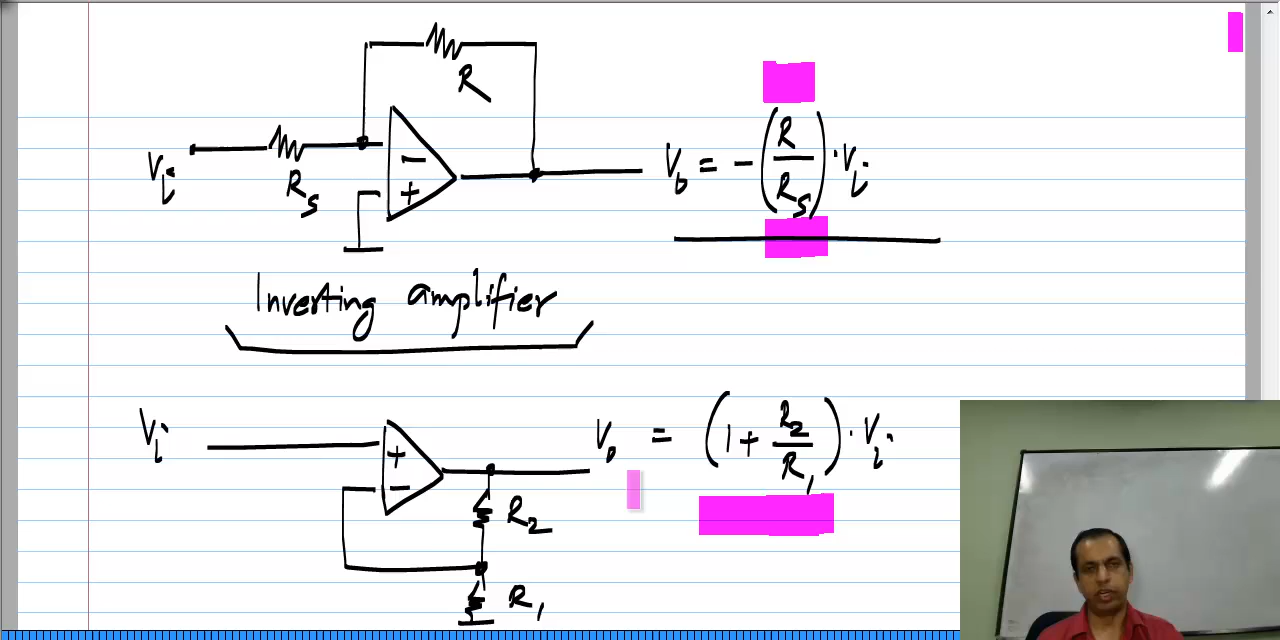 R
Vi
Rs
−
+
Vo = −(R/Rs)·Vi
Inverting amplifier
Vi
+
−
Vo = (1 + R2/R1)·Vi
R2
R1